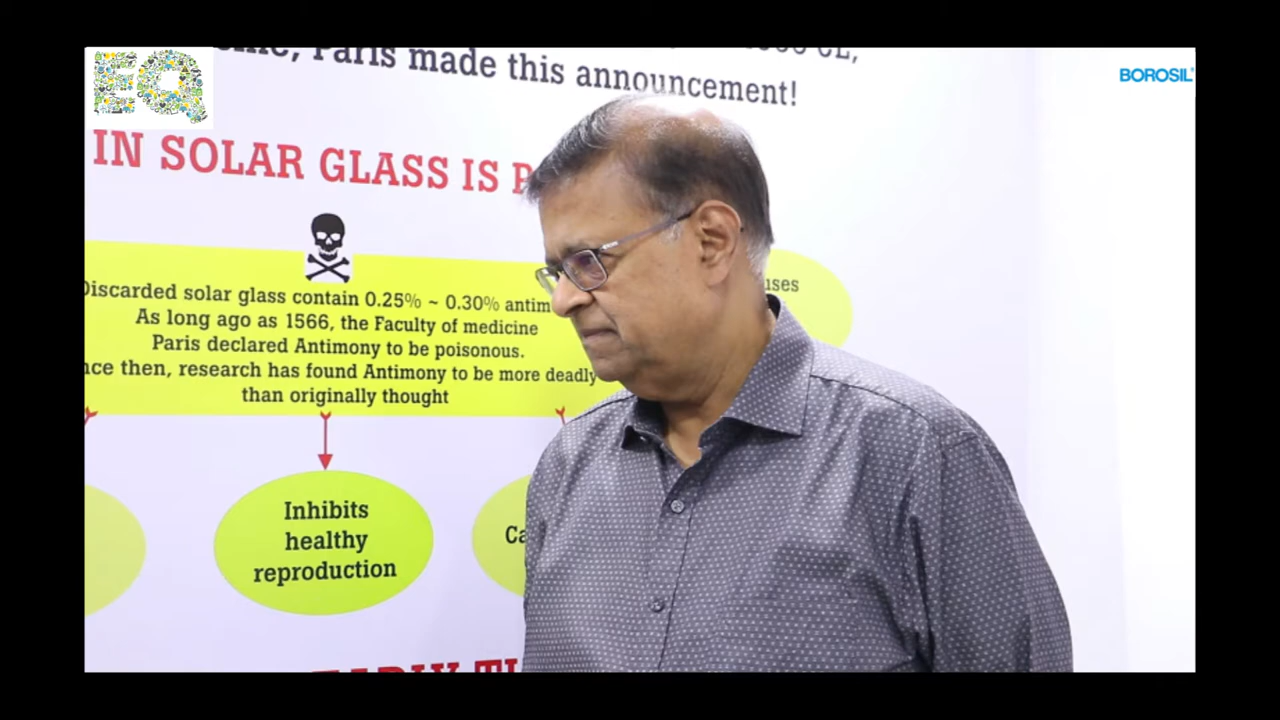 EQ
BOROSIL
Paris made this announcement!
IN SOLAR GLASS IS
Discarded solar glass contain 0.25% ~ 0.30%
As long ago as 1566, the Faculty of medicine
Paris declared Antimony to be poisonous.
then, research has found Antimony to be more deadly
than originally thought
Inhibits
healthy
reproduction